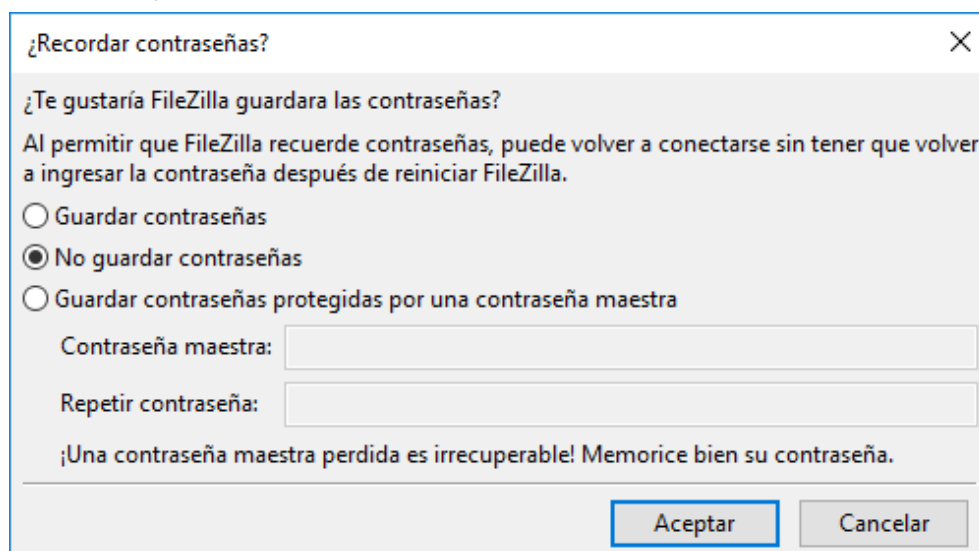 ¿Recordar contraseñas?
¿Te gustaría FileZilla guardara las contraseñas?
Al permitir que FileZilla recuerde contraseñas, puede volver a conectarse sin tener que volver
a ingresar la contraseña después de reiniciar FileZilla.
Guardar contraseñas
No guardar contraseñas
Guardar contraseñas protegidas por una contraseña maestra
Contraseña maestra:
Repetir contraseña:
¡Una contraseña maestra perdida es irrecuperable! Memorice bien su contraseña.
Aceptar Cancelar